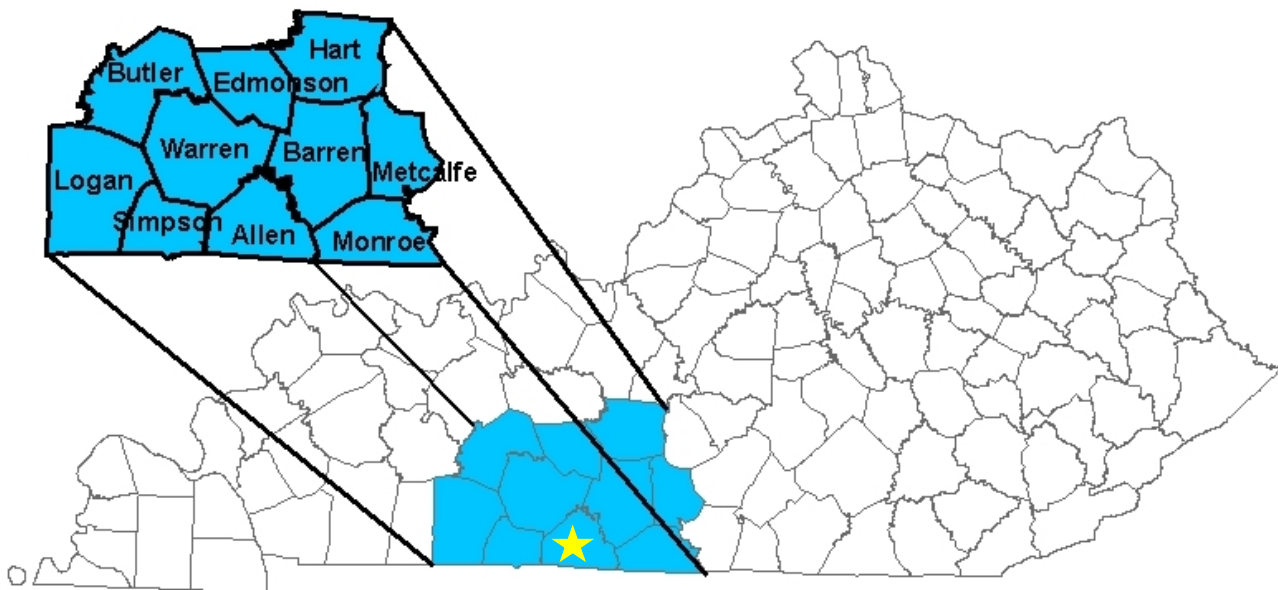 Hart
Butler
Edmonson
Warren
Barren
Metcalfe
Logan
Simpson
Allen
Monroe